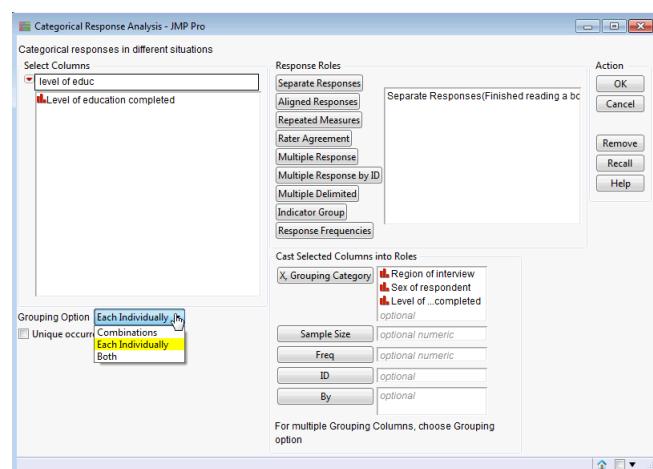 Categorical Response Analysis - JMP Pro
Categorical responses in different situations
Select Columns
level of educ
Level of education completed
Grouping Option Each Individually
Unique occurr
Combinations
Each Individually
Both
Response Roles
Separate Responses
Aligned Responses
Repeated Measures
Rater Agreement
Multiple Response
Multiple Response by ID
Multiple Delimited
Indicator Group
Response Frequencies
Separate Responses(Finished reading a bo
Cast Selected Columns into Roles
X, Grouping Category
Region of interview
Sex of respondent
Level of ...completed
optional
Sample Size optional numeric
Freq optional numeric
ID optional
By optional
For multiple Grouping Columns, choose Grouping
option
Action
OK
Cancel
Remove
Recall
Help